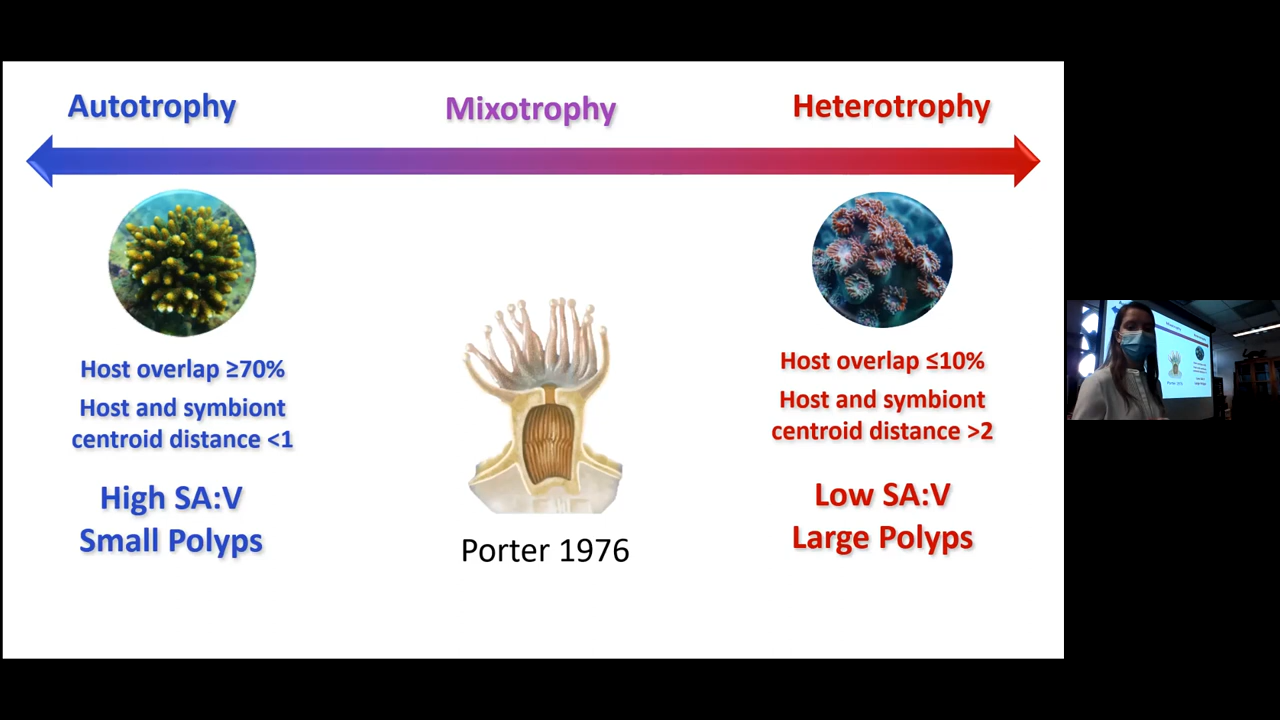 Autotrophy
Mixotrophy
Heterotrophy
Host overlap ≥70%
Host and symbiont
centroid distance <1
High SA:V
Small Polyps
Porter 1976
Host overlap ≤10%
Host and symbiont
centroid distance >2
Low SA:V
Large Polyps